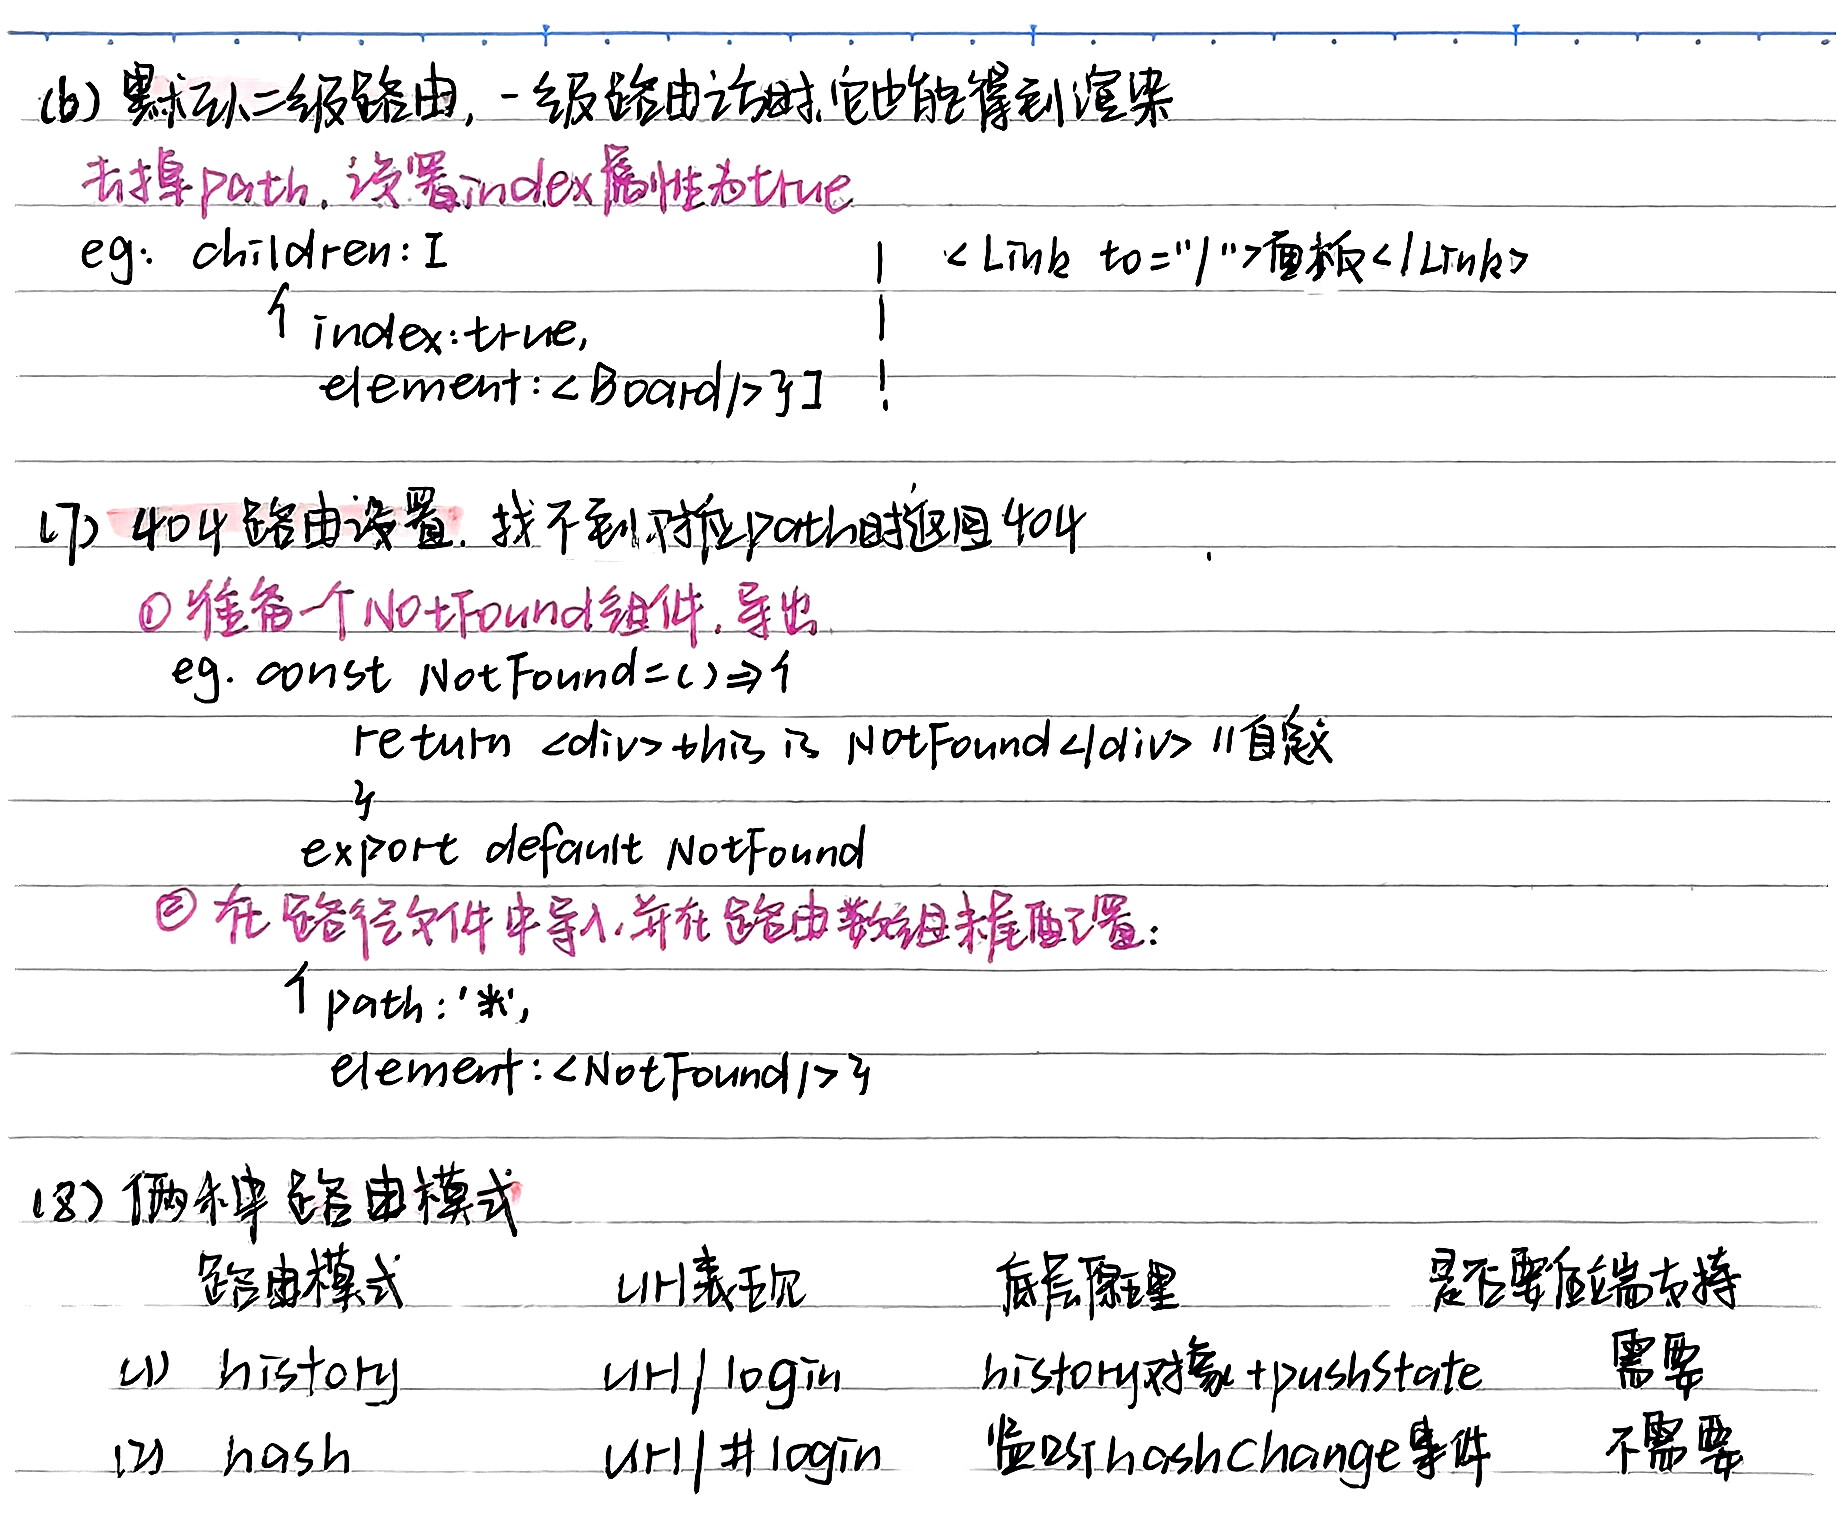 (6) 默认二级路由,一级路由访问时,它也能得到渲染
去掉path,设置index属性为true
eg: children:[ | <Link to="/">面板</Link>
{ index:true,
element:<Board/>}]
(7) 404路由设置,找不到对应path时返回404
① 准备一个NotFound组件,导出
eg. const NotFound=()=>{
return <div>this is NotFound</div> //自定义
}
export default NotFound
② 在路径文件中导入,并在路由数组末尾配置:
{ path:'*',
element:<NotFound/>}
(8) 俩种路由模式
路由模式 url表现 底层原理 是否要后端支持
(1) history url/login history对象+pushState 需要
(2) hash url/#login 监听hashChange事件 不需要